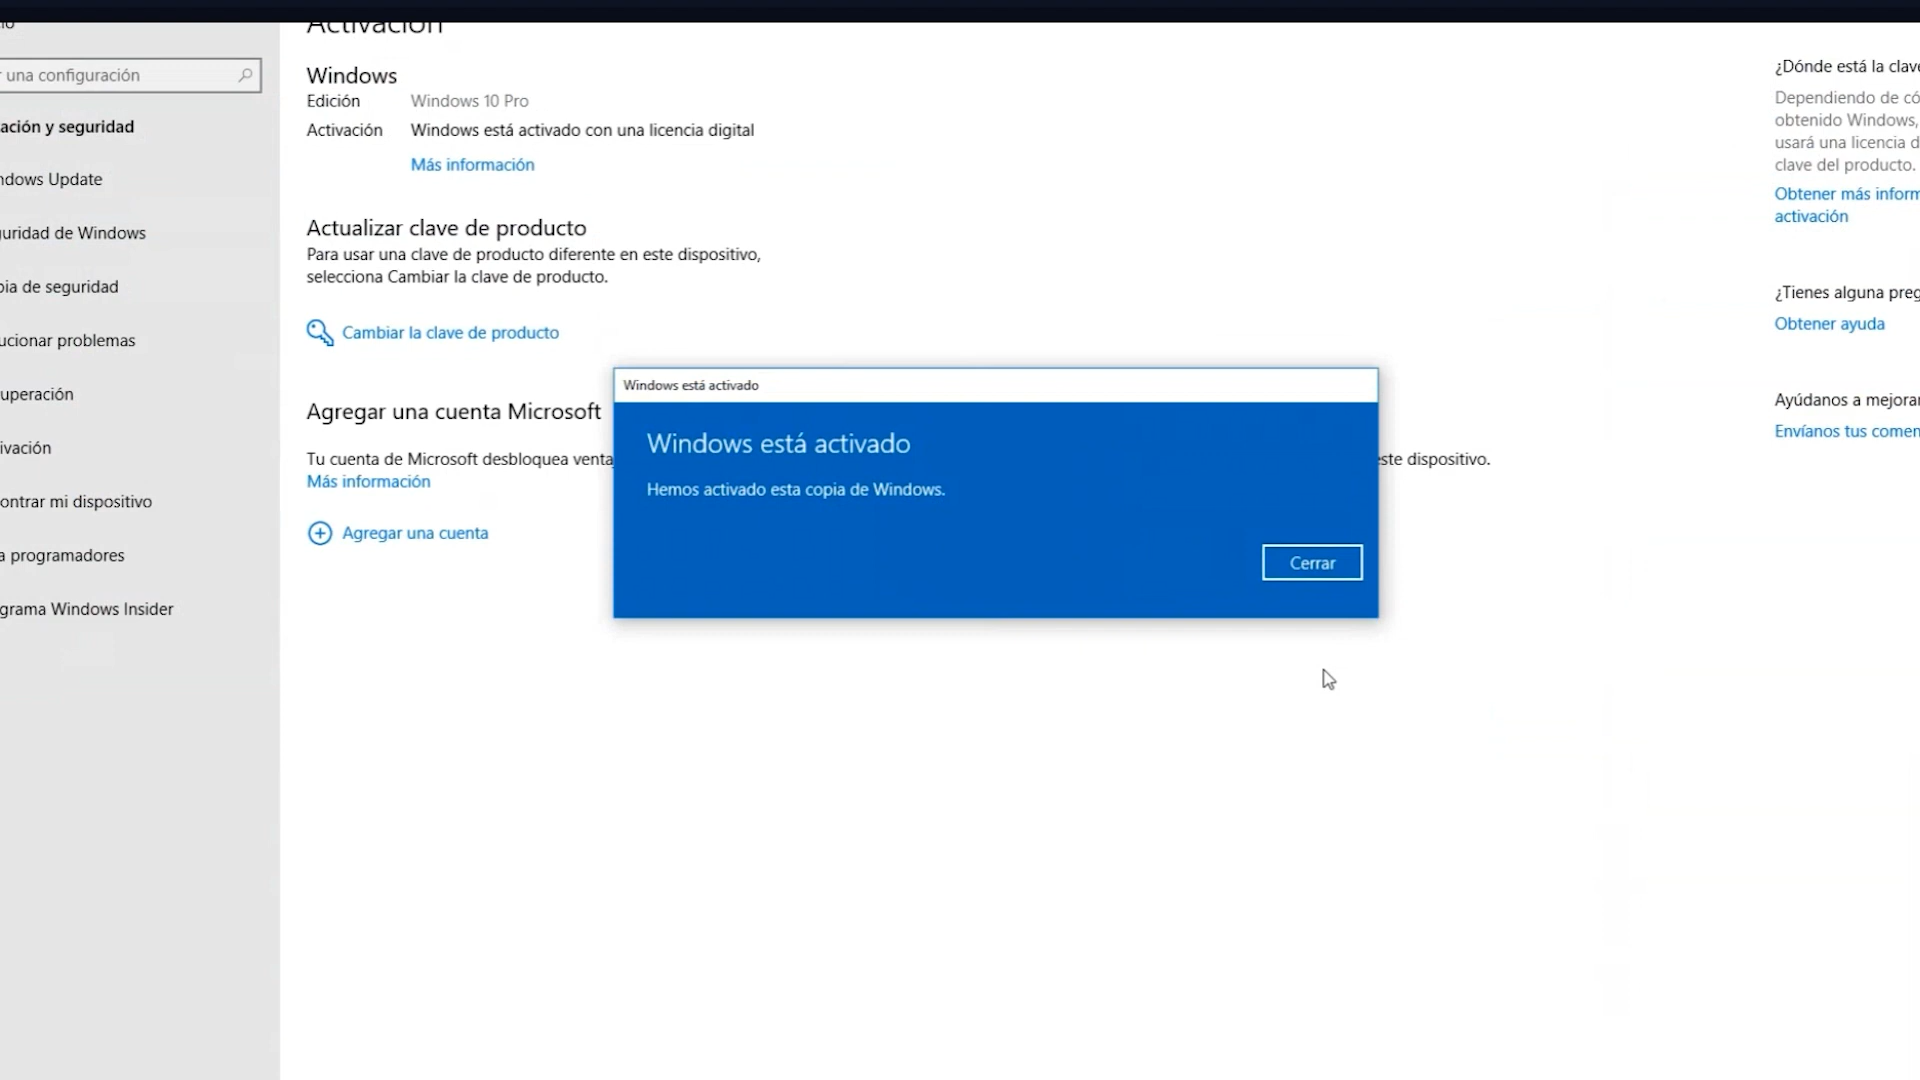 Activación
r una configuración
ación y seguridad
ndows Update
guridad de Windows
pia de seguridad
ucionar problemas
uperación
ivación
ontrar mi dispositivo
a programadores
grama Windows Insider
Windows
Edición Windows 10 Pro
Activación Windows está activado con una licencia digital
Más información
Actualizar clave de producto
Para usar una clave de producto diferente en este dispositivo,
selecciona Cambiar la clave de producto.
Cambiar la clave de producto
Agregar una cuenta Microsoft
Tu cuenta de Microsoft desbloquea venta
ste dispositivo.
Más información
Agregar una cuenta
Windows está activado
Windows está activado
Hemos activado esta copia de Windows.
Cerrar
¿Dónde está la clave
Dependiendo de có
obtenido Windows,
usará una licencia d
clave del producto.
Obtener más inform
activación
¿Tienes alguna preg
Obtener ayuda
Ayúdanos a mejorar
Envíanos tus comen